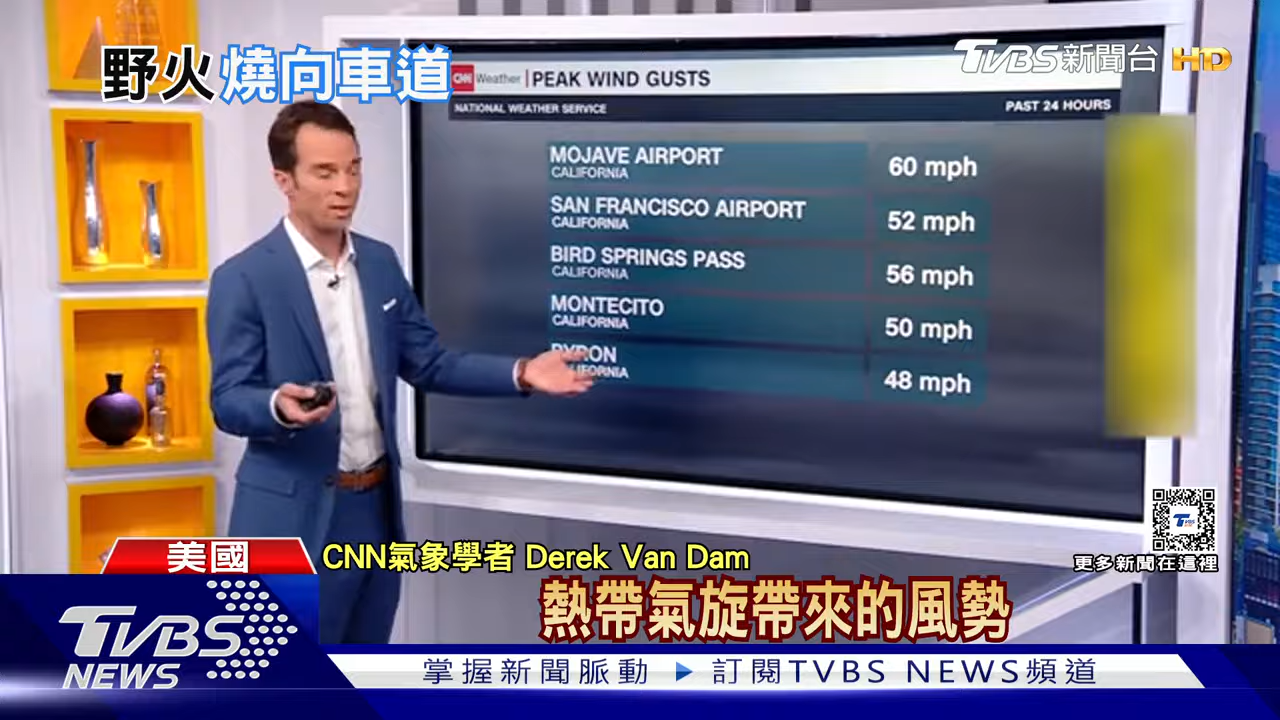 野火燒向車道
TVBS新聞台 HD
CNN Weather PEAK WIND GUSTS
NATIONAL WEATHER SERVICE PAST 24 HOURS
MOJAVE AIRPORT 60 mph
CALIFORNIA
SAN FRANCISCO AIRPORT 52 mph
CALIFORNIA
BIRD SPRINGS PASS 56 mph
CALIFORNIA
MONTECITO 50 mph
CALIFORNIA
BYRON 48 mph
CALIFORNIA
TVBS
更多新聞在這裡
美國
CNN氣象學者 Derek Van Dam
熱帶氣旋帶來的風勢
TVBS
NEWS
掌握新聞脈動 ▶ 訂閱TVBS NEWS頻道